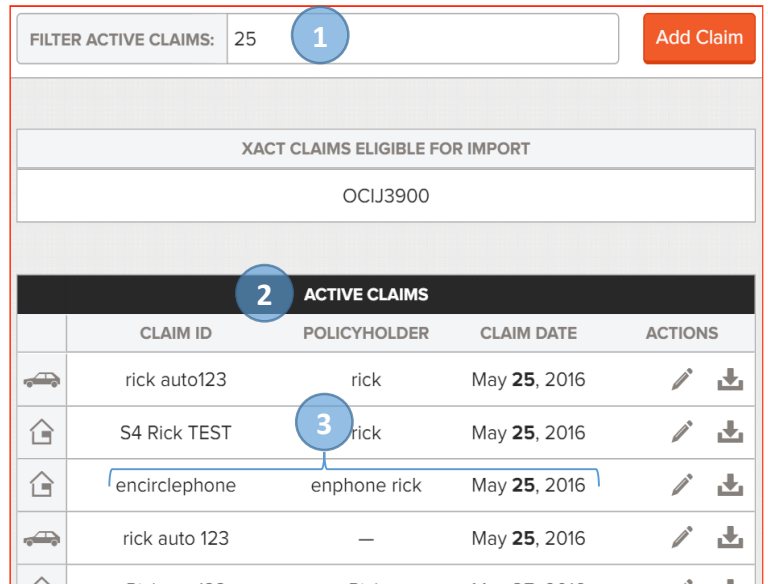 FILTER ACTIVE CLAIMS: 25 1 Add Claim
XACT CLAIMS ELIGIBLE FOR IMPORT
OCIJ3900
2 ACTIVE CLAIMS
CLAIM ID POLICYHOLDER CLAIM DATE ACTIONS
rick auto123 rick May 25, 2016
S4 Rick TEST 3 rick May 25, 2016
encirclephone enphone rick May 25, 2016
rick auto 123 — May 25, 2016